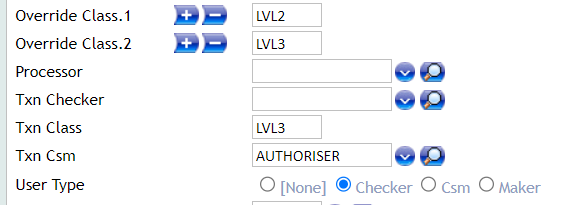 Override Class.1 LVL2
Override Class.2 LVL3
Processor
Txn Checker
Txn Class LVL3
Txn Csm AUTHORISER
User Type [None] Checker Csm Maker